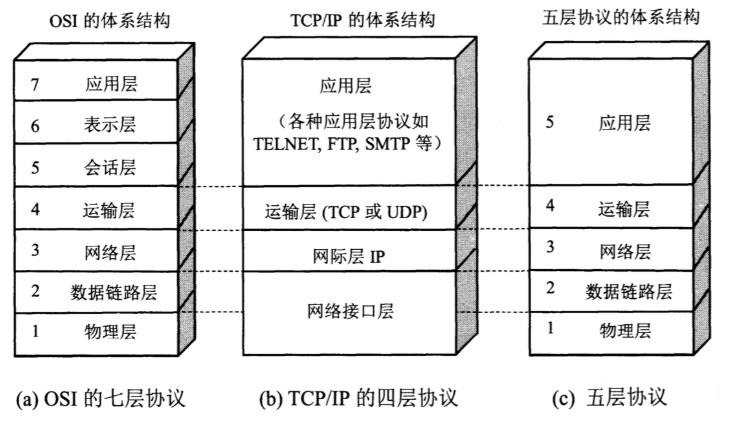 OSI 的体系结构
7 应用层
6 表示层
5 会话层
4 运输层
3 网络层
2 数据链路层
1 物理层
(a) OSI 的七层协议
TCP/IP 的体系结构
应用层
(各种应用层协议如
TELNET, FTP, SMTP 等)
运输层 (TCP 或 UDP)
网际层 IP
网络接口层
(b) TCP/IP 的四层协议
五层协议的体系结构
5 应用层
4 运输层
3 网络层
2 数据链路层
1 物理层
(c) 五层协议